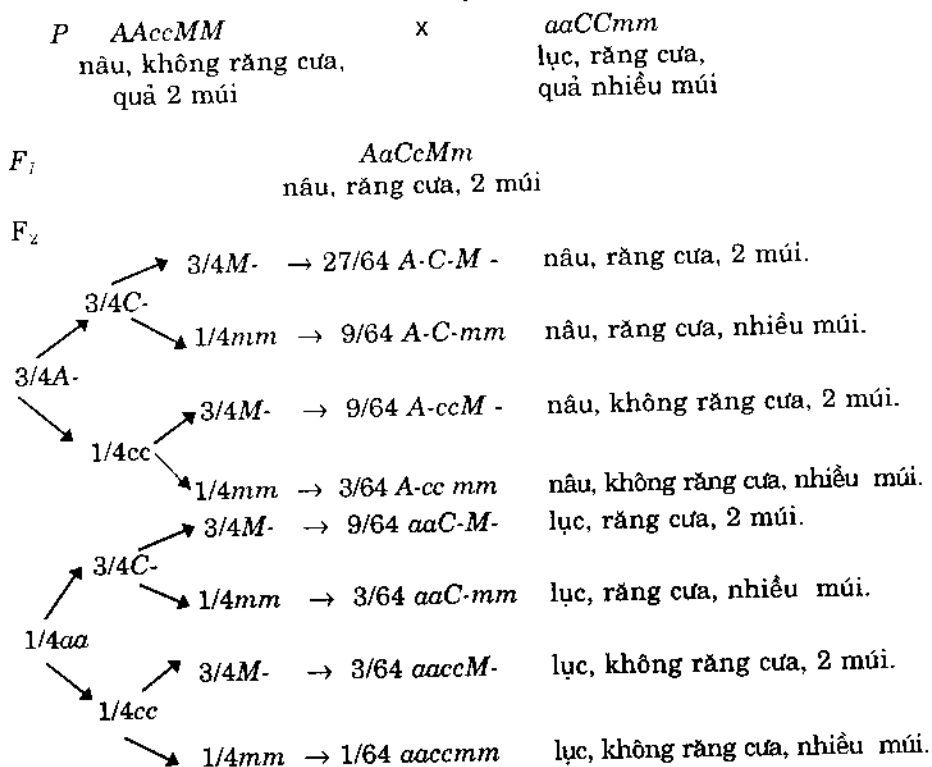 P AAccMM x aaCCmm
nâu, không răng cưa, lục, răng cưa,
quả 2 múi quả nhiều múi
F₁ AaCcMm
nâu, răng cưa, 2 múi
F₂
3/4M- → 27/64 A-C-M - nâu, răng cưa, 2 múi.
3/4C-
1/4mm → 9/64 A-C-mm nâu, răng cưa, nhiều múi.
3/4A-
3/4M- → 9/64 A-ccM - nâu, không răng cưa, 2 múi.
1/4cc
1/4mm → 3/64 A-cc mm nâu, không răng cưa, nhiều múi.
3/4M- → 9/64 aaC-M- lục, răng cưa, 2 múi.
3/4C-
1/4mm → 3/64 aaC-mm lục, răng cưa, nhiều múi.
1/4aa
3/4M- → 3/64 aaccM- lục, không răng cưa, 2 múi.
1/4cc
1/4mm → 1/64 aaccmm lục, không răng cưa, nhiều múi.